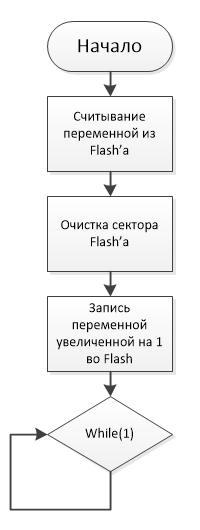 Начало
Считывание
переменной из
Flash’а
Очистка сектора
Flash’а
Запись
переменной
увеличенной на 1
во Flash
While(1)